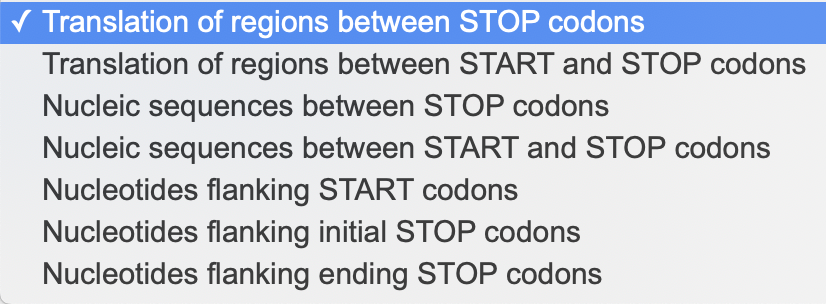 ✓ Translation of regions between STOP codons
Translation of regions between START and STOP codons
Nucleic sequences between STOP codons
Nucleic sequences between START and STOP codons
Nucleotides flanking START codons
Nucleotides flanking initial STOP codons
Nucleotides flanking ending STOP codons